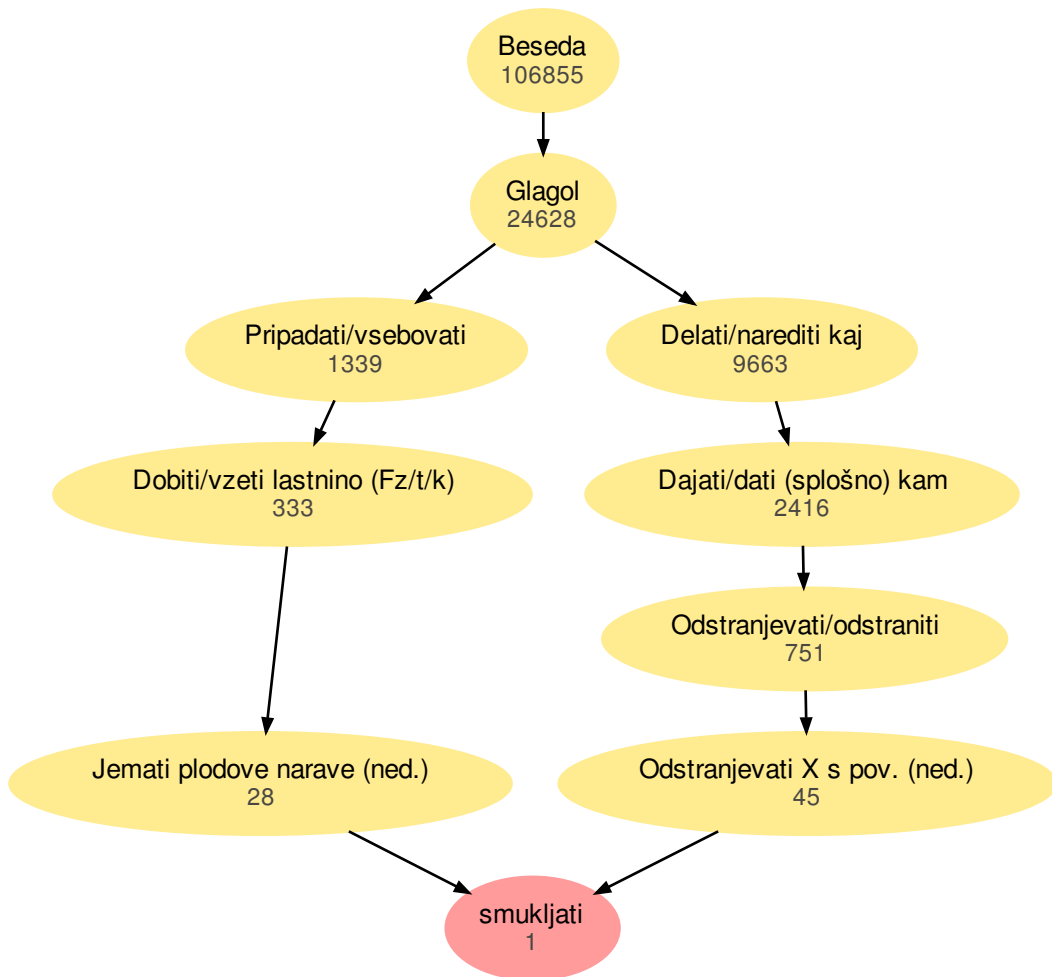 Beseda
106855
Glagol
24628
Pripadati/vsebovati
1339
Delati/narediti kaj
9663
Dobiti/vzeti lastnino (Fz/t/k)
333
Dajati/dati (splošno) kam
2416
Odstranjevati/odstraniti
751
Jemati plodove narave (ned.)
28
Odstranjevati X s pov. (ned.)
45
smukljati
1